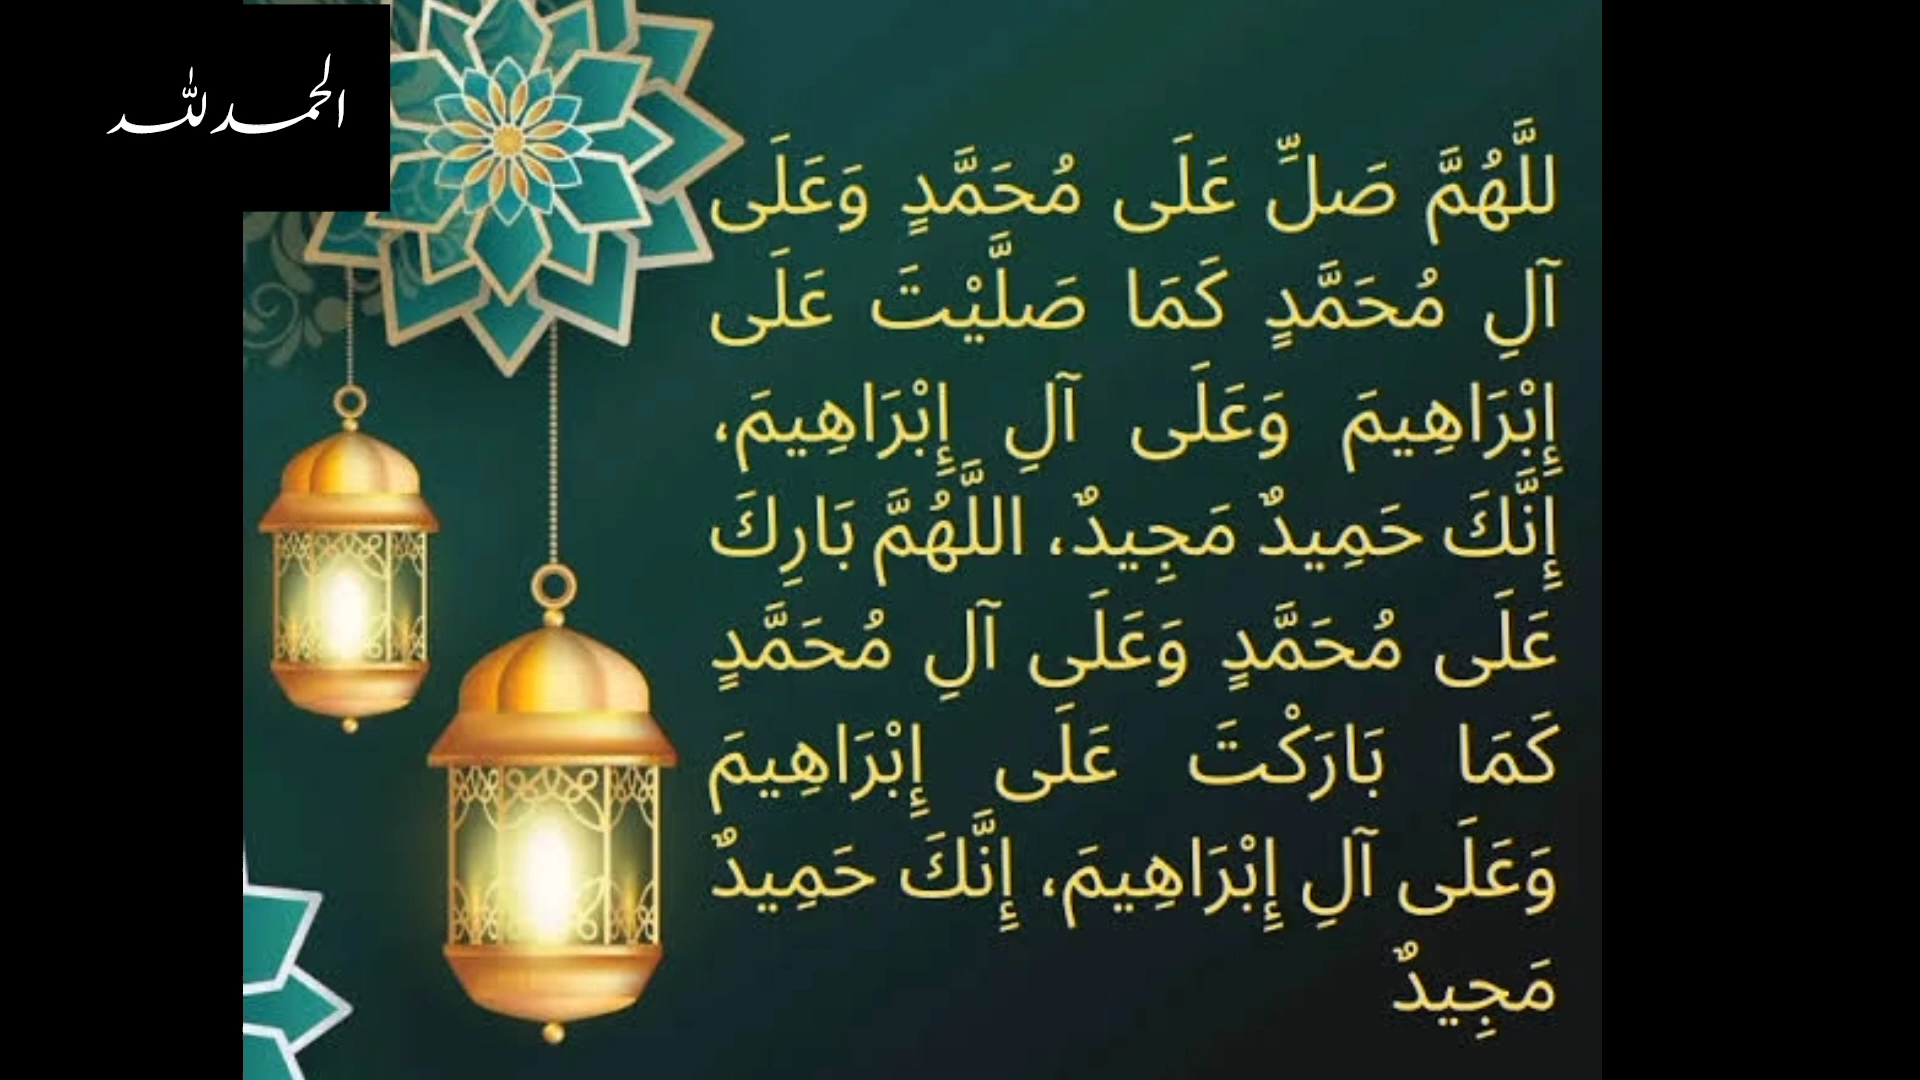 الحمد لله
للَّهُمَّ صَلِّ عَلَى مُحَمَّدٍ وَعَلَى
آلِ مُحَمَّدٍ كَمَا صَلَّيْتَ عَلَى
إِبْرَاهِيمَ وَعَلَى آلِ إِبْرَاهِيمَ،
إِنَّكَ حَمِيدٌ مَجِيدٌ، اللَّهُمَّ بَارِكَ
عَلَى مُحَمَّدٍ وَعَلَى آلِ مُحَمَّدٍ
كَمَا بَارَكْتَ عَلَى إِبْرَاهِيمَ
وَعَلَى آلِ إِبْرَاهِيمَ، إِنَّكَ حَمِيدٌ
مَجِيدٌ